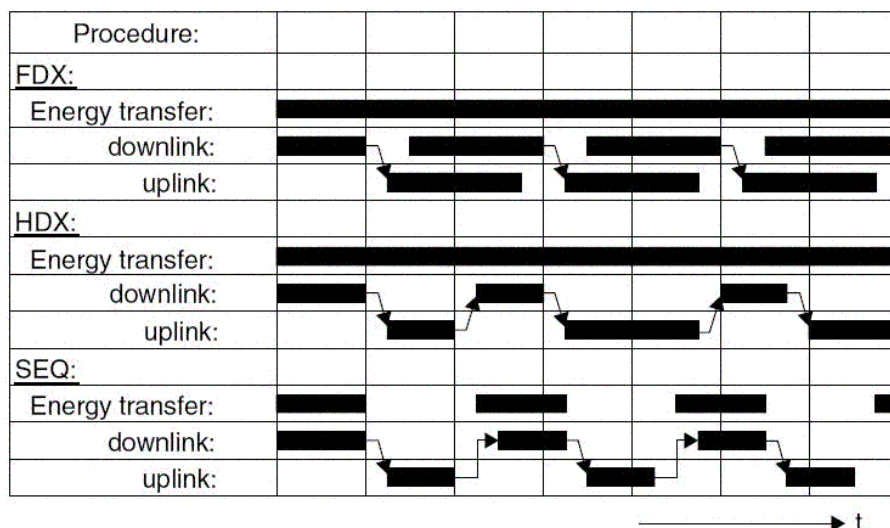 Procedure:
FDX:
Energy transfer:
downlink:
uplink:
HDX:
Energy transfer:
downlink:
uplink:
SEQ:
Energy transfer:
downlink:
uplink:
t